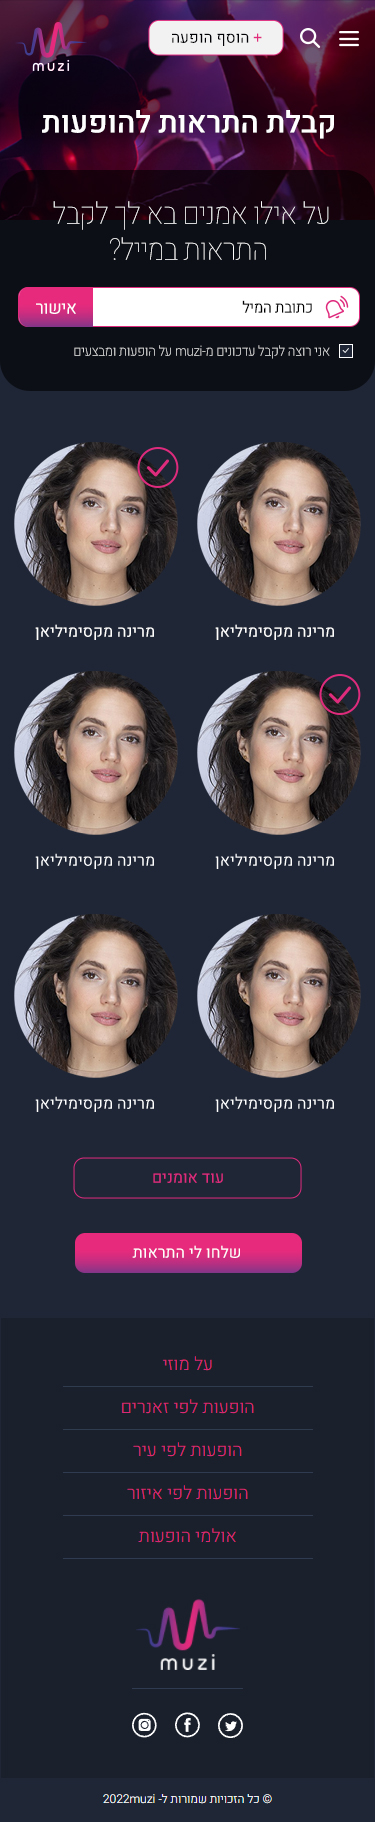 muzi
+ הוסף הופעה
קבלת התראות להופעות
על אילו אמנים בא לך לקבל
התראות במייל?
כתובת המיל
אישור
אני רוצה לקבל עדכונים מ-muzi על הופעות ומבצעים
מרינה מקסימיליאן
מרינה מקסימיליאן
מרינה מקסימיליאן
מרינה מקסימיליאן
מרינה מקסימיליאן
מרינה מקסימיליאן
עוד אומנים
שלחו לי התראות
על מוזי
הופעות לפי זאנרים
הופעות לפי עיר
הופעות לפי איזור
אולמי הופעות
muzi
© כל הזכויות שמורות ל- 2022muzi